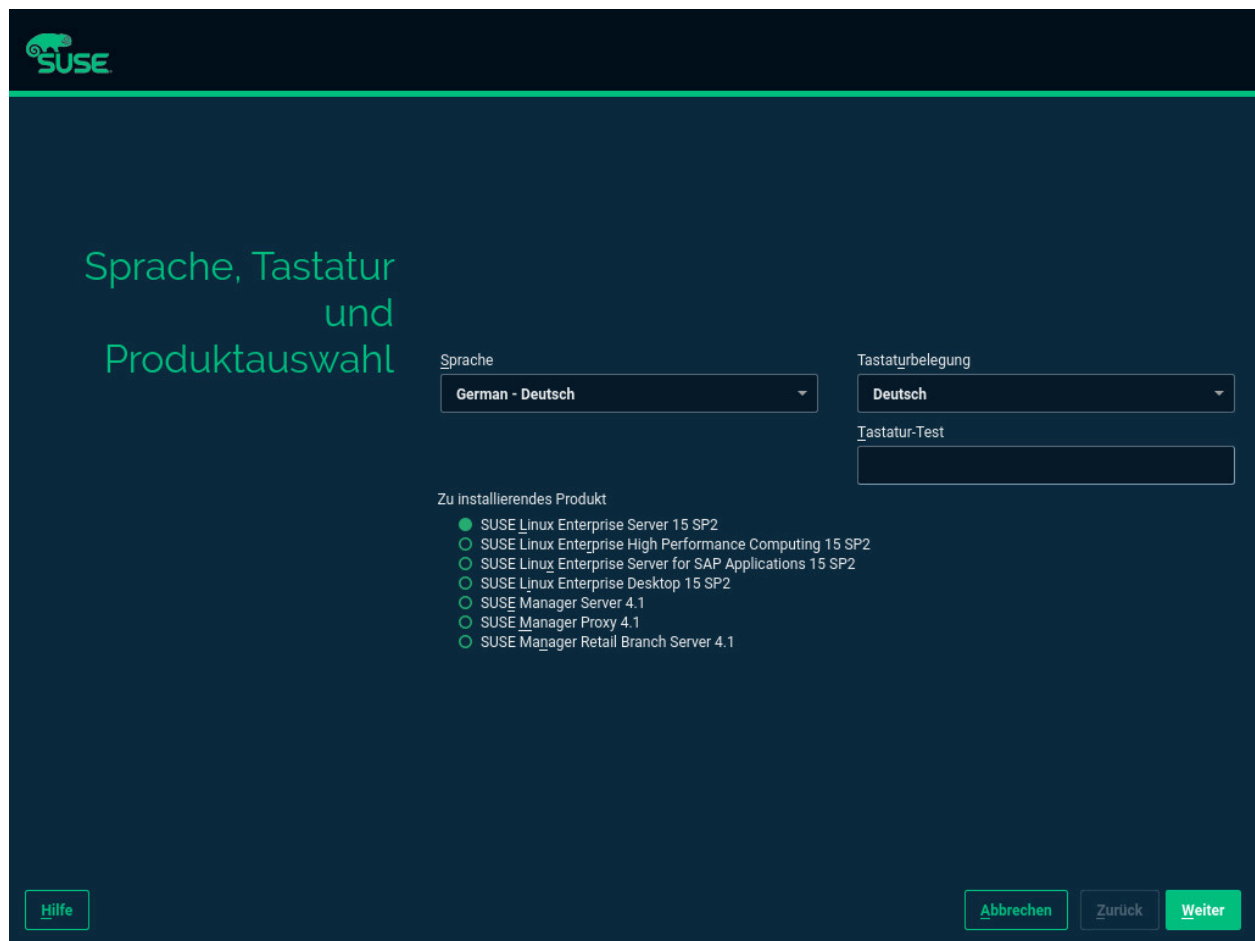 SUSE
Sprache, Tastatur
und
Produktauswahl
Sprache
German - Deutsch
Tastaturbelegung
Deutsch
Tastatur-Test
Zu installierendes Produkt
SUSE Linux Enterprise Server 15 SP2
SUSE Linux Enterprise High Performance Computing 15 SP2
SUSE Linux Enterprise Server for SAP Applications 15 SP2
SUSE Linux Enterprise Desktop 15 SP2
SUSE Manager Server 4.1
SUSE Manager Proxy 4.1
SUSE Manager Retail Branch Server 4.1
Hilfe
Abbrechen
Zurück
Weiter